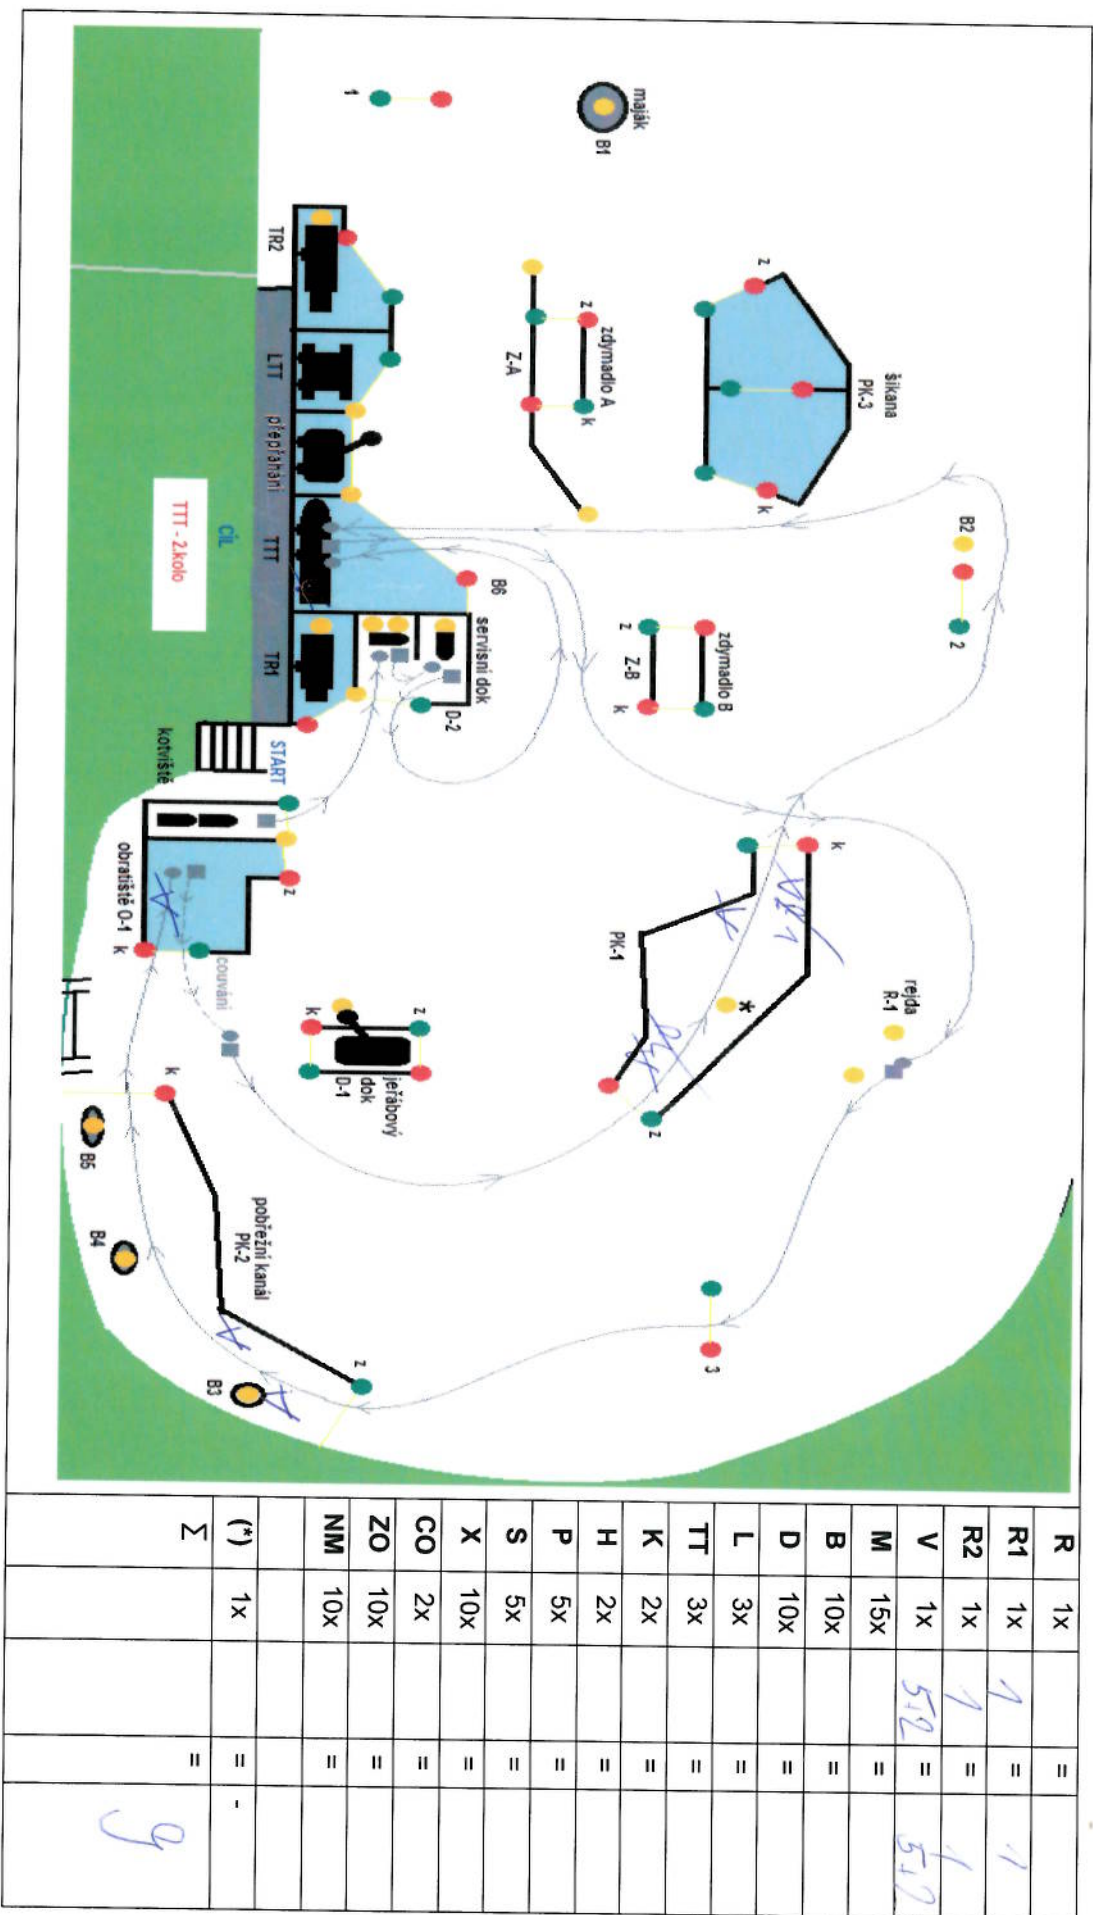 maják
B1
1
TR2
LTT
přepřahání
TTT
TR1
CÍL
TTT - 2.kolo
START
kotviště
z
zdymadlo A
k
Z-A
šikana
PK-3
z
k
B2
2
B6
servisní dok
D-2
zdymadlo B
z
Z-B
k
obratiště O-1
z
k
couvání
k
PK-1
*
z
rejda
R-1
z
k
jeřábový
dok
D-1
k
B5
B4
pobřežní kanál
PK-2
z
B3
3
R 1x =
R1 1x 1 = 1
R2 1x 1 = 1
V 1x 5+2 = 5+2
M 15x =
B 10x =
D 10x =
L 3x =
TT 3x =
K 2x =
H 2x =
P 5x =
S 5x =
X 10x =
CO 2x =
ZO 10x =
NM 10x =
(*) 1x = -
Σ = 9